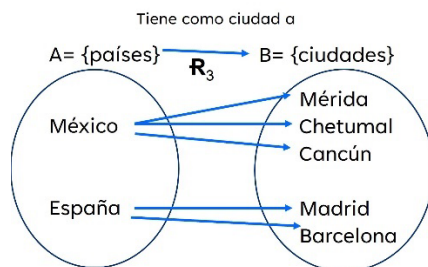 Tiene como ciudad a
A= {países} B= {ciudades}
R₃
Mérida
México Chetumal
Cancún
España Madrid
Barcelona